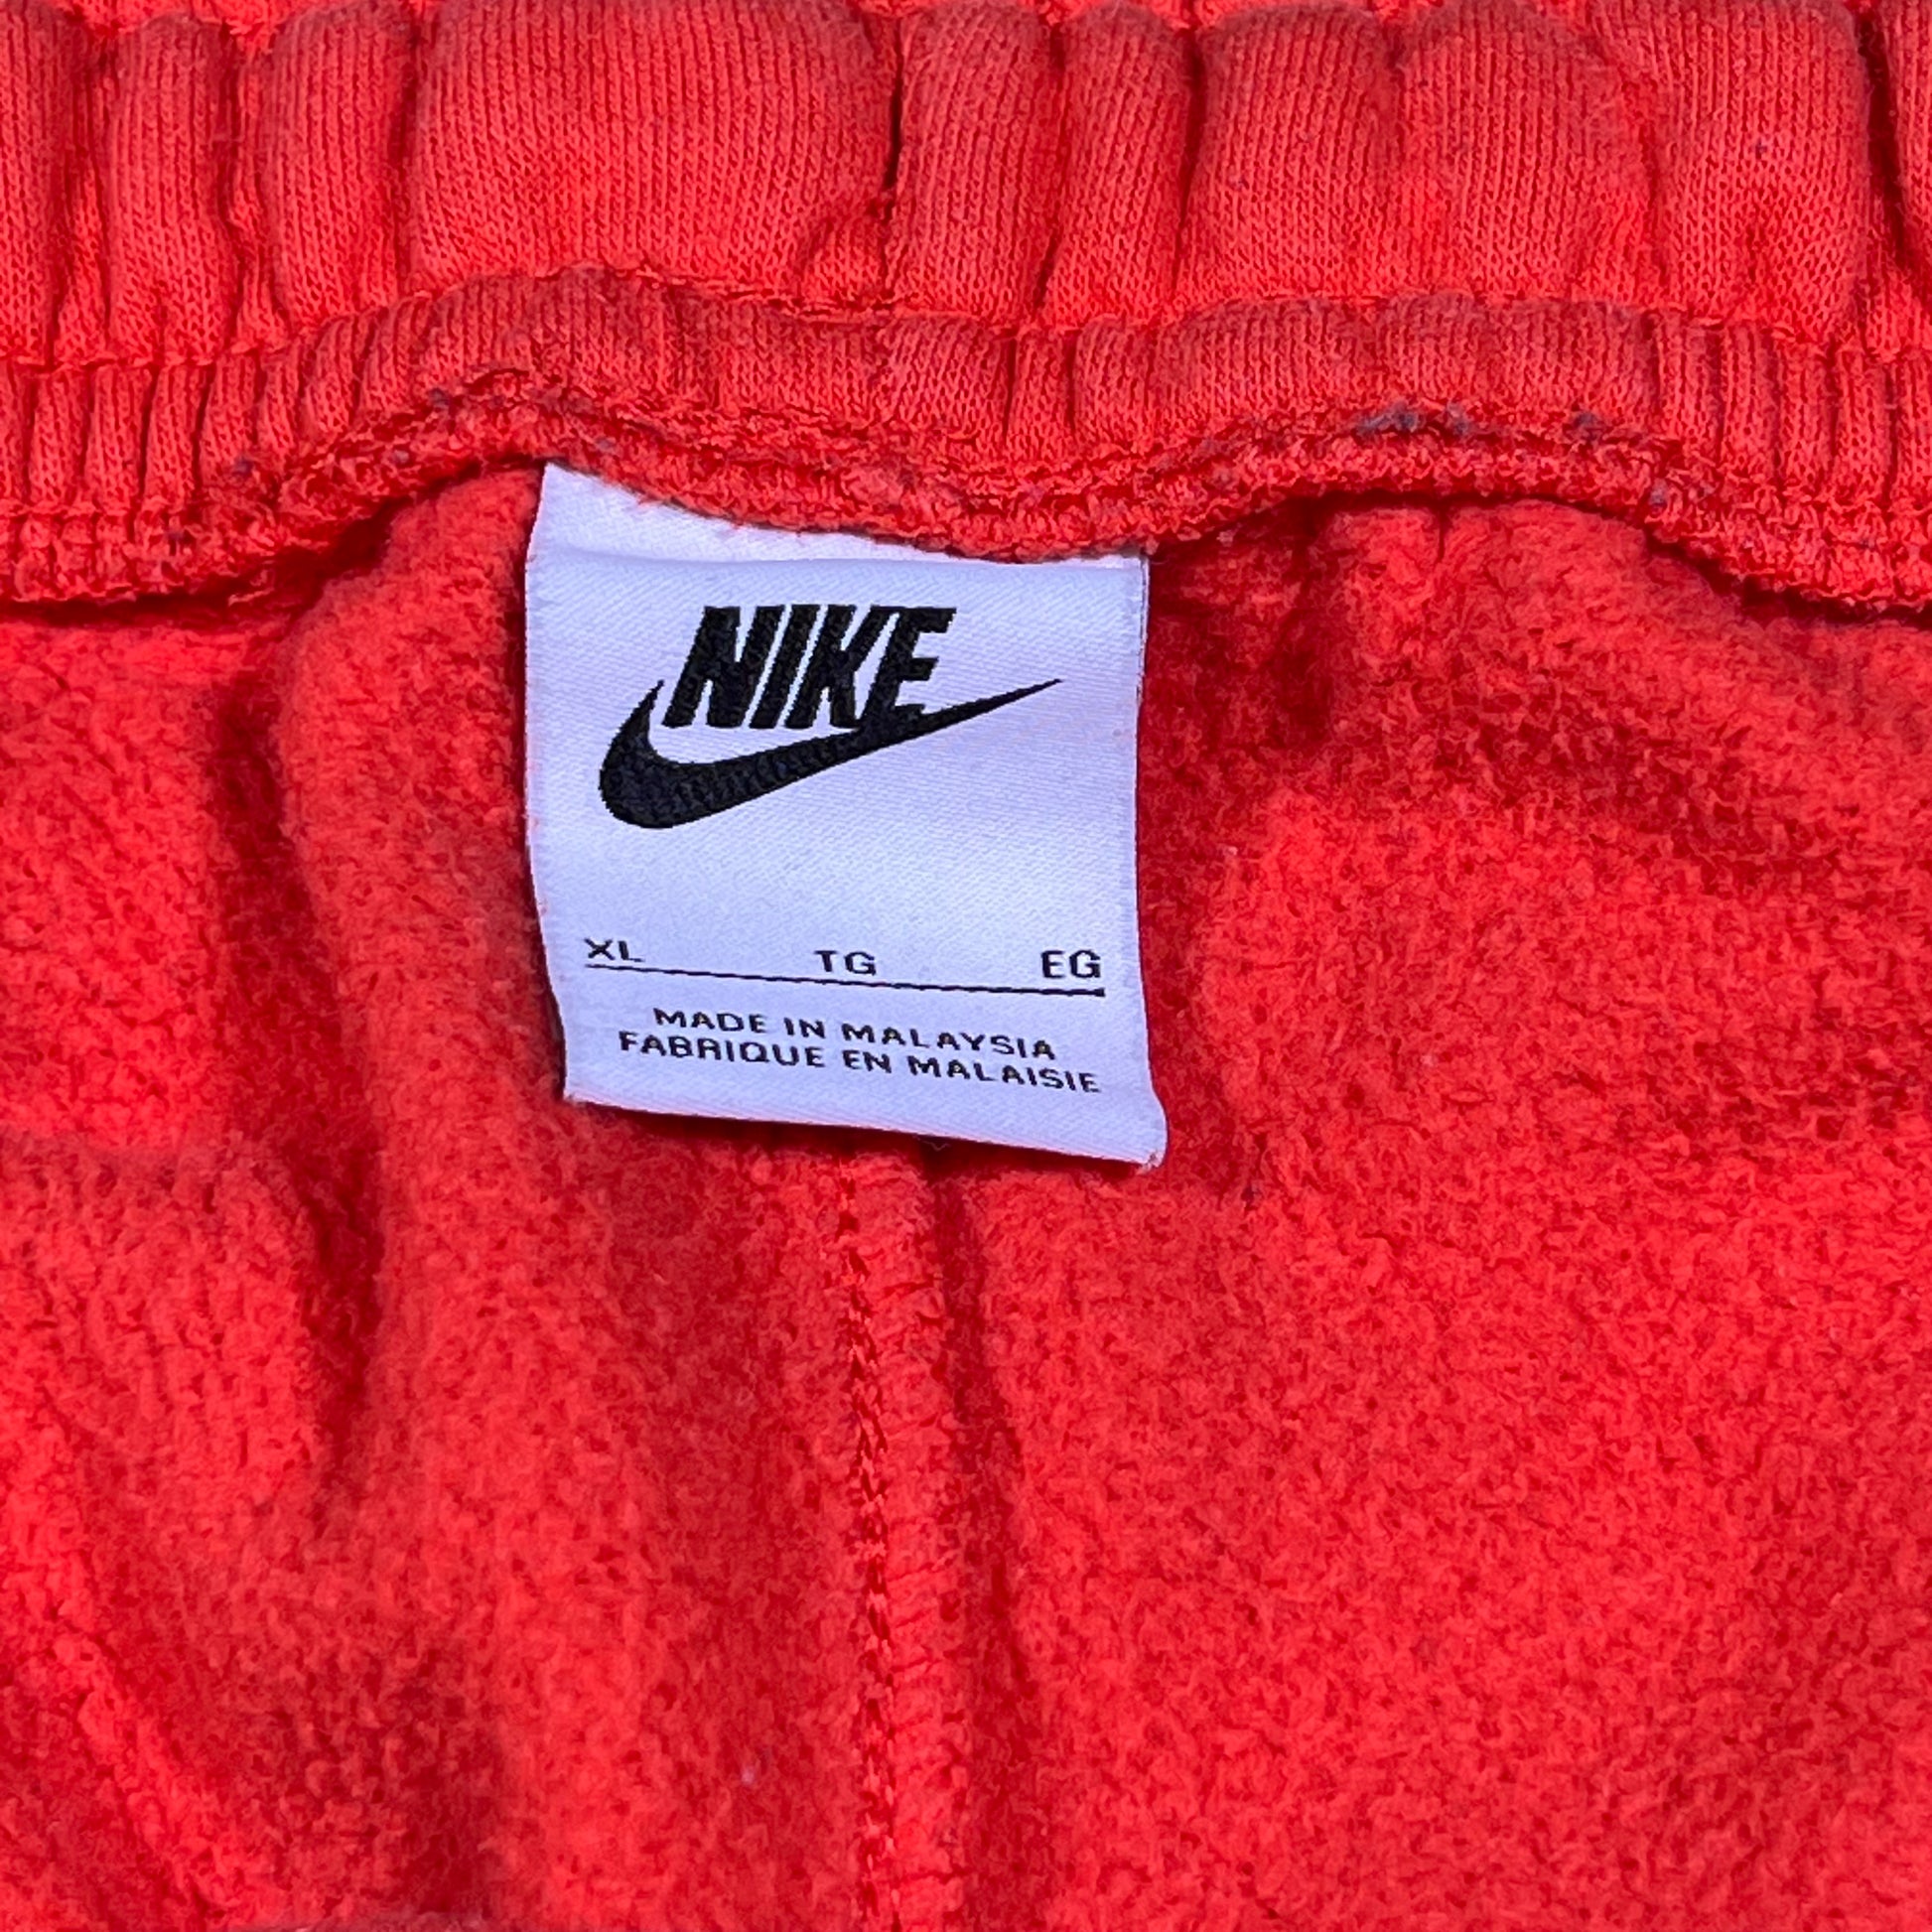 NIKE
XL TG EG
MADE IN MALAYSIA
FABRIQUE EN MALAISIE